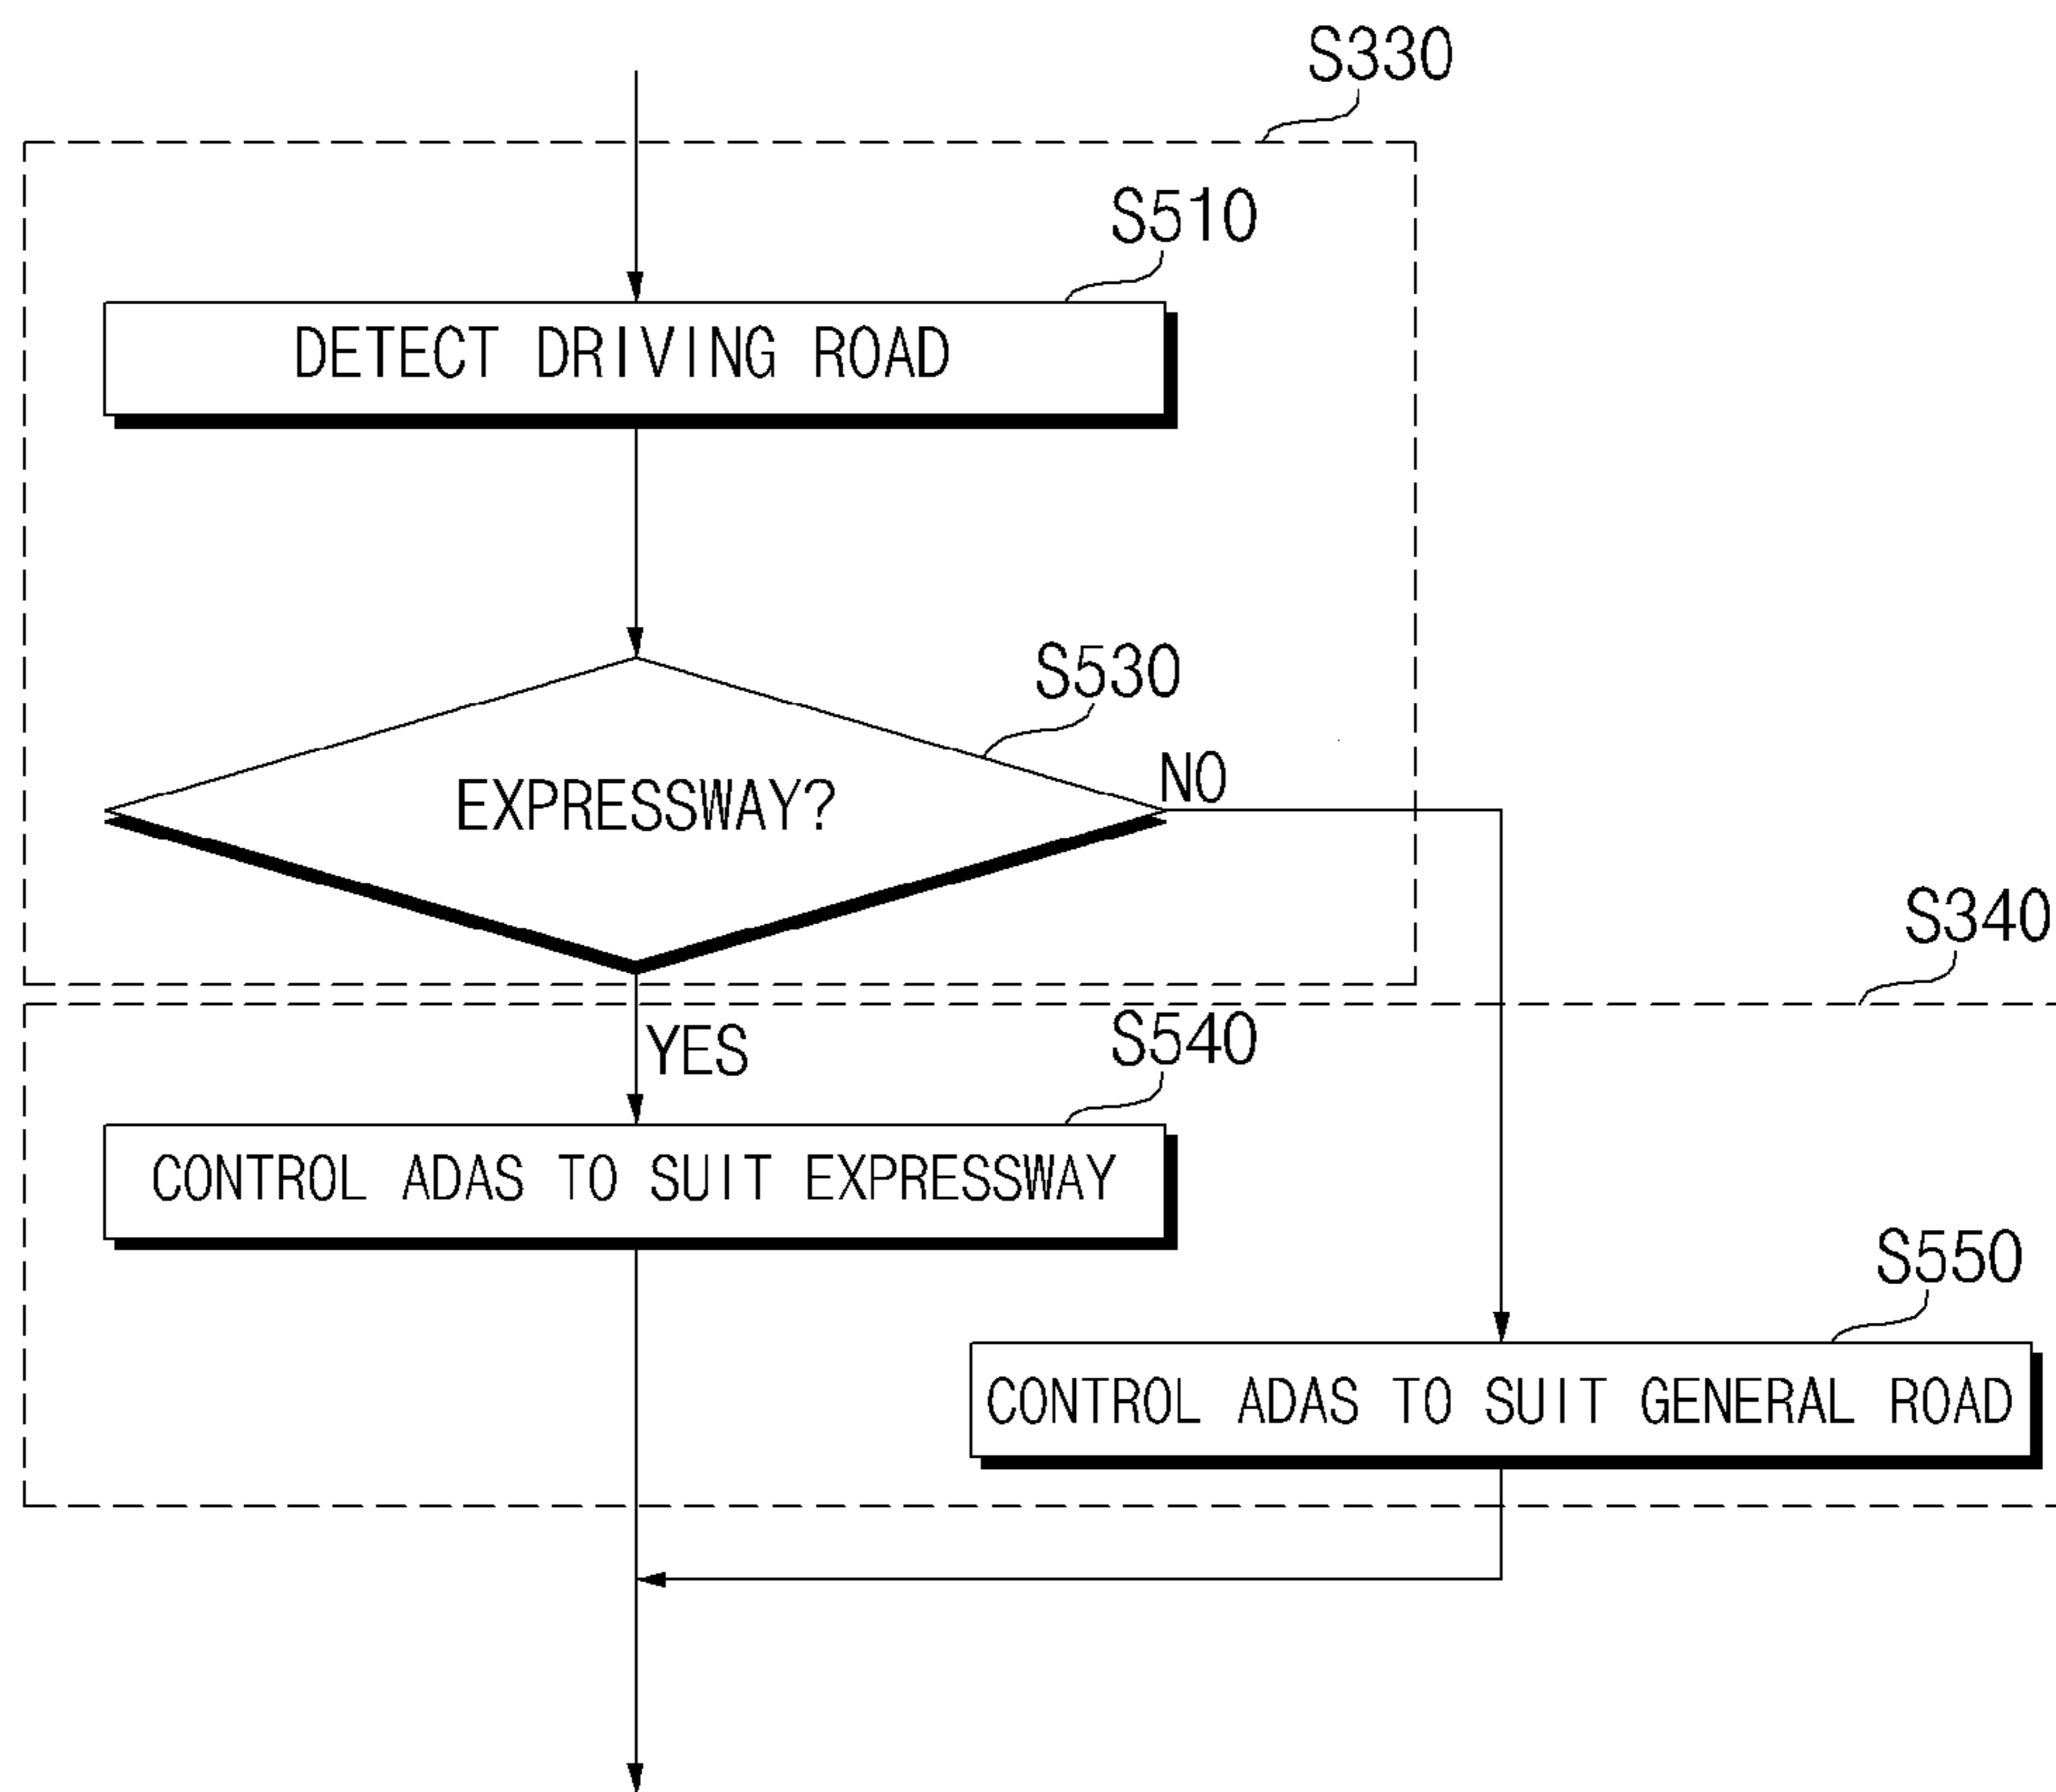 S330
S510
DETECT DRIVING ROAD
S530
NO
EXPRESSWAY?
S340
YES
S540
CONTROL ADAS TO SUIT EXPRESSWAY
S550
CONTROL ADAS TO SUIT GENERAL ROAD